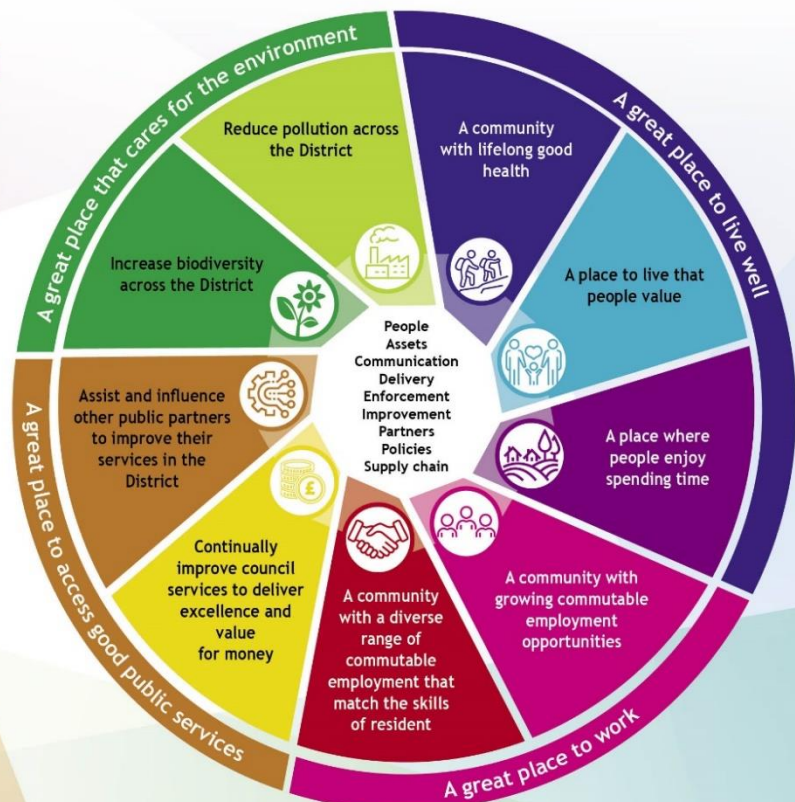 A great place that cares for the environment
Reduce pollution across
the District
Increase biodiversity
across the District
A great place to live well
A community
with lifelong good
health
A place to live that
people value
A place where
people enjoy
spending time
A great place to work
A community with
growing commutable
employment
opportunities
A community
with a diverse
range of
commutable
employment that
match the skills
of resident
A great place to access good public services
Continually
improve council
services to deliver
excellence and
value
for money
£
Assist and influence
other public partners
to improve their
services in the
District
People
Assets
Communication
Delivery
Enforcement
Improvement
Partners
Policies
Supply chain